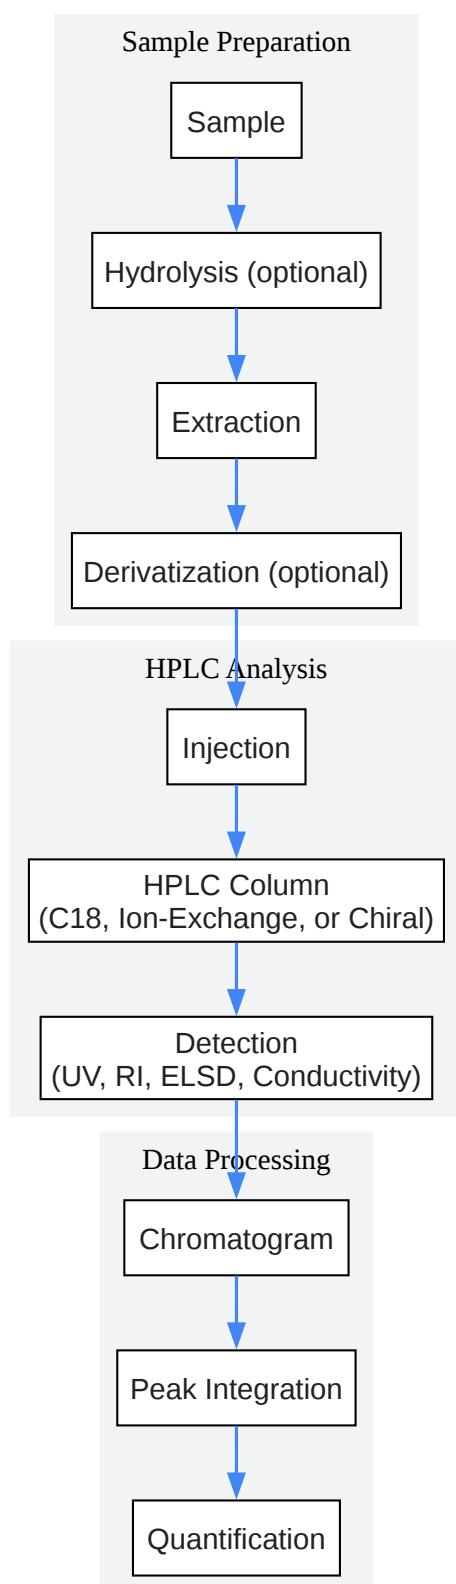 Sample Preparation
Sample
Hydrolysis (optional)
Extraction
Derivatization (optional)
HPLC Analysis
Injection
HPLC Column
(C18, Ion-Exchange, or Chiral)
Detection
(UV, RI, ELSD, Conductivity)
Data Processing
Chromatogram
Peak Integration
Quantification